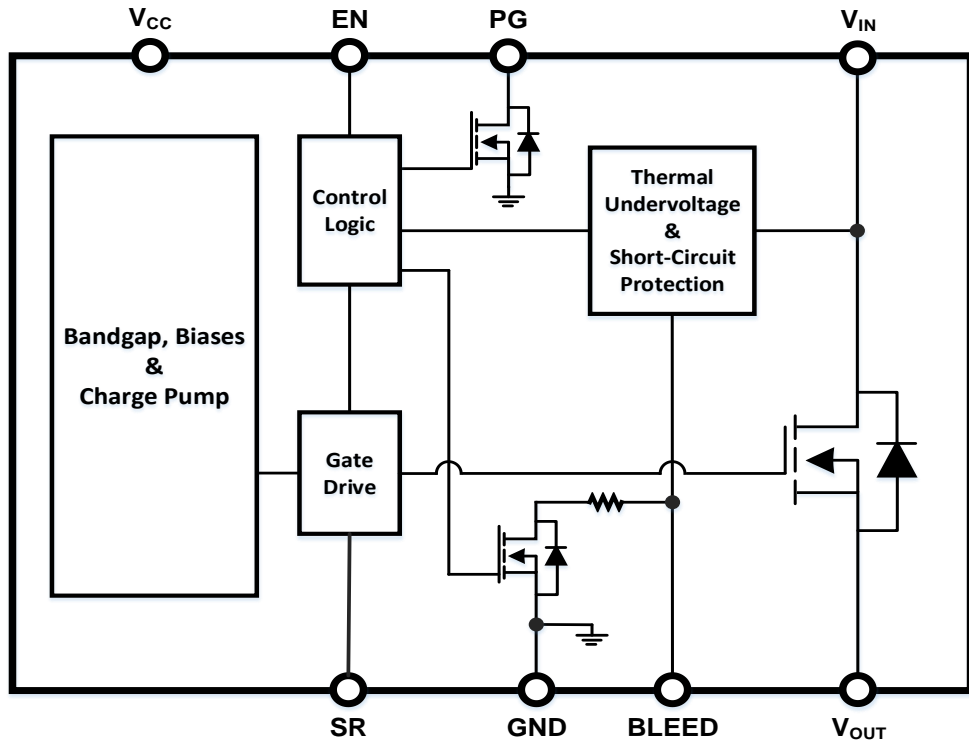 VCC
EN
PG
VIN
Control
Logic
Thermal
Undervoltage
&
Short-Circuit
Protection
Bandgap, Biases
&
Charge Pump
Gate
Drive
SR
GND
BLEED
VOUT